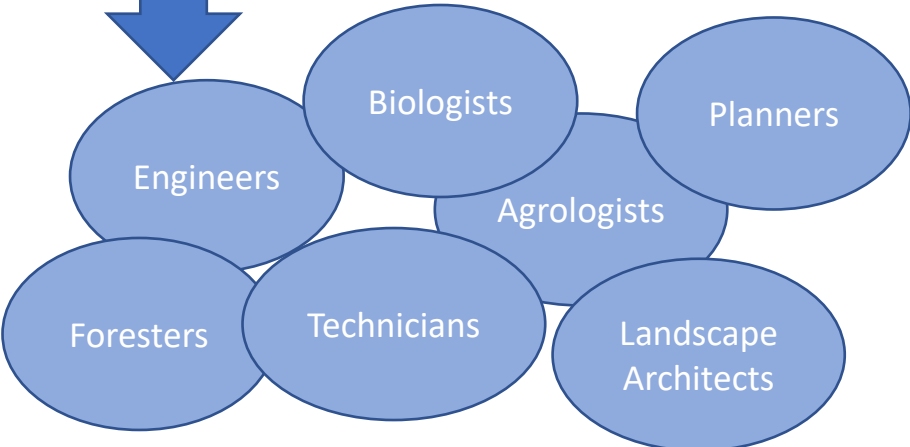 Biologists
Planners
Engineers
Agrologists
Foresters
Technicians
Landscape
Architects